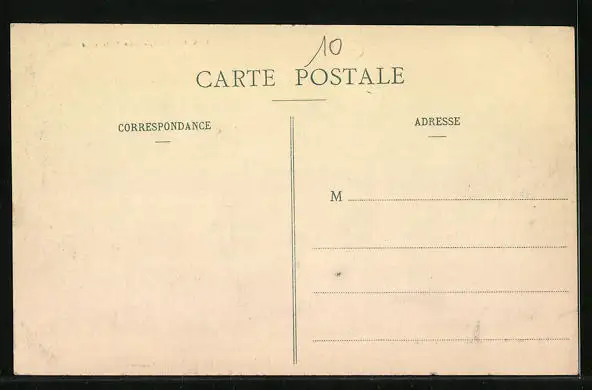 10
CARTE POSTALE
CORRESPONDANCE
ADRESSE
M